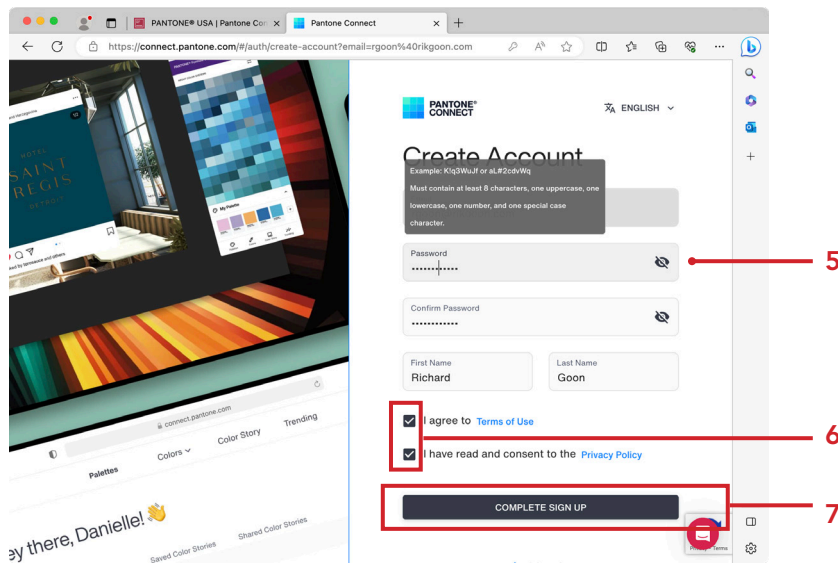 PANTONE® USA | Pantone Con
Pantone Connect
https://connect.pantone.com/#/auth/create-account?email=rgoon%40rikgoon.com
PANTONE®
CONNECT
ENGLISH
Create Account
Example: K!q3WuJf or aL#2cdvWq
Must contain at least 8 characters, one uppercase, one
lowercase, one number, and one special case
character.
Password
5
Confirm Password
First Name
Richard
Last Name
Goon
I agree to Terms of Use
6
I have read and consent to the Privacy Policy
COMPLETE SIGN UP
7
Terms
HOTEL
SAINT
REGIS
DETROIT
My Palette
connect.pantone.com
Palettes
Colors
Color Story
Trending
ey there, Danielle!
Saved Color Stories
Shared Color Stories